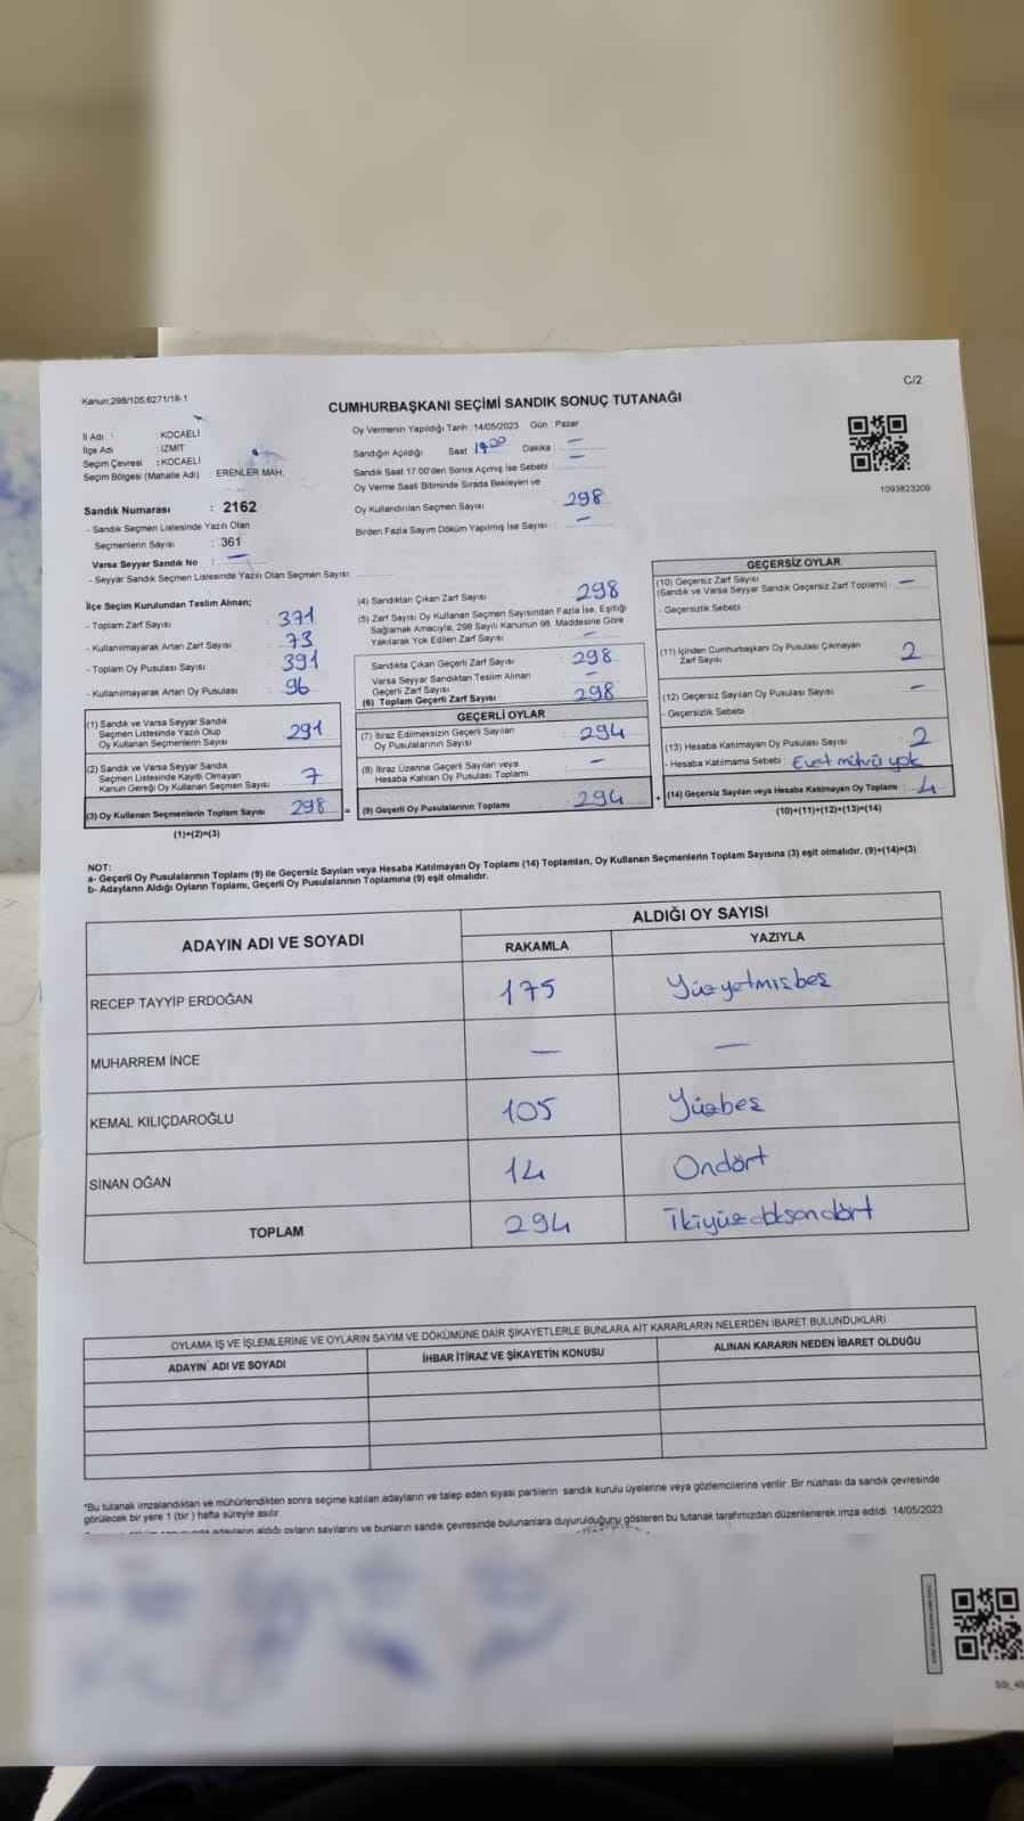 Kanun:298/105,6271/18-1
C/2
CUMHURBAŞKANI SEÇİMİ SANDIK SONUÇ TUTANAĞI
İl Adı : KOCAELİ
İlçe Adı : İZMİT
Seçim Çevresi : KOCAELİ
Seçim Bölgesi (Mahalle Adı) : ERENLER MAH.
Sandık Numarası : 2162
- Sandık Seçmen Listesinde Yazılı Olan
Seçmenlerin Sayısı : 361
Varsa Seyyar Sandık No : —
- Seyyar Sandık Seçmen Listesinde Yazılı Olan Seçmen Sayısı:
Oy Vermenin Yapıldığı Tarih : 14/05/2023 Gün : Pazar
Sandığın Açıldığı Saat Dakika : —
Sandık Saat 17:00'den Sonra Açılmış İse Sebebi —
Oy Verme Saati Bitiminde Sırada Bekleyen ve
Oy Kullandırılan Seçmen Sayısı 298
Birden Fazla Sayım Döküm Yapılmış İse Sayısı : —
1093823209
İlçe Seçim Kurulundan Teslim Alınan;
- Toplam Zarf Sayısı 371
- Kullanılmayarak Artan Zarf Sayısı 73
- Toplam Oy Pusulası Sayısı 391
- Kullanılmayarak Artan Oy Pusulası 96
(1) Sandık ve Varsa Seyyar Sandık
Seçmen Listesinde Yazılı Olup
Oy Kullanan Seçmenlerin Sayısı 291
(2) Sandık ve Varsa Seyyar Sandık
Seçmen Listesinde Kayıtlı Olmayan
Kanun Gereği Oy Kullanan Seçmen Sayısı 7
(3) Oy Kullanan Seçmenlerin Toplam Sayısı 298 =
(1)+(2)=(3)
(4) Sandıktan Çıkan Zarf Sayısı 298
(5) Zarf Sayısı Oy Kullanan Seçmen Sayısından Fazla İse, Eşitliği
Sağlamak Amacıyla, 298 Sayılı Kanunun 98. Maddesine Göre
Yakılarak Yok Edilen Zarf Sayısı —
Sandıkta Çıkan Geçerli Zarf Sayısı 298
Varsa Seyyar Sandıktan Teslim Alınan
Geçerli Zarf Sayısı —
(6) Toplam Geçerli Zarf Sayısı 298
GEÇERLİ OYLAR
(7) İtiraz Edilmeksizin Geçerli Sayılan
Oy Pusulalarının Sayısı 294
(8) İtiraz Üzerine Geçerli Sayılan veya
Hesaba Katılan Oy Pusulası Toplamı —
(9) Geçerli Oy Pusulalarının Toplamı 294 +
GEÇERSİZ OYLAR
(10) Geçersiz Zarf Sayısı
(Sandık ve Varsa Seyyar Sandık Geçersiz Zarf Toplamı) —
- Geçersizlik Sebebi
(11) İçinden Cumhurbaşkanı Oy Pusulası Çıkmayan
Zarf Sayısı 2
(12) Geçersiz Sayılan Oy Pusulası Sayısı —
- Geçersizlik Sebebi
(13) Hesaba Katılmayan Oy Pusulası Sayısı 2
- Hesaba Katılmama Sebebi : Evet mührü yok
(14) Geçersiz Sayılan veya Hesaba Katılmayan Oy Toplamı 4
(10)+(11)+(12)+(13)=(14)
NOT:
a- Geçerli Oy Pusulalarının Toplamı (9) ile Geçersiz Sayılan veya Hesaba Katılmayan Oy Toplamı (14) Toplamları, Oy Kullanan Seçmenlerin Toplam Sayısına (3) eşit olmalıdır. (9)+(14)=(3)
b- Adayların Aldığı Oyların Toplamı, Geçerli Oy Pusulalarının Toplamına (9) eşit olmalıdır.
ADAYIN ADI VE SOYADI
ALDIĞI OY SAYISI
RAKAMLA YAZIYLA
RECEP TAYYİP ERDOĞAN 175 Yüzyetmişbeş
MUHARREM İNCE — —
KEMAL KILIÇDAROĞLU 105 Yüzbeş
SİNAN OĞAN 14 Ondört
TOPLAM 294 İkiyüzdoksandört
OYLAMA İŞ VE İŞLEMLERİNE VE OYLARIN SAYIM VE DÖKÜMÜNE DAİR ŞİKAYETLERLE BUNLARA AİT KARARLARIN NELERDEN İBARET BULUNDUKLARI
ADAYIN ADI VE SOYADI İHBAR İTİRAZ VE ŞİKAYETİN KONUSU ALINAN KARARIN NEDEN İBARET OLDUĞU
*Bu tutanak imzalandıktan ve mühürlendikten sonra seçime katılan adayların ve talep eden siyasi partilerin sandık kurulu üyelerine veya gözlemcilerine verilir. Bir nüshası da sandık çevresinde
görülecek bir yere 1 (bir) hafta süreyle asılır.
adayların aldığı oyların sayılarını ve bunların sandık çevresinde bulunanlara duyurulduğunu gösteren bu tutanak tarafımızdan düzenlenerek imza edildi. 14/05/2023